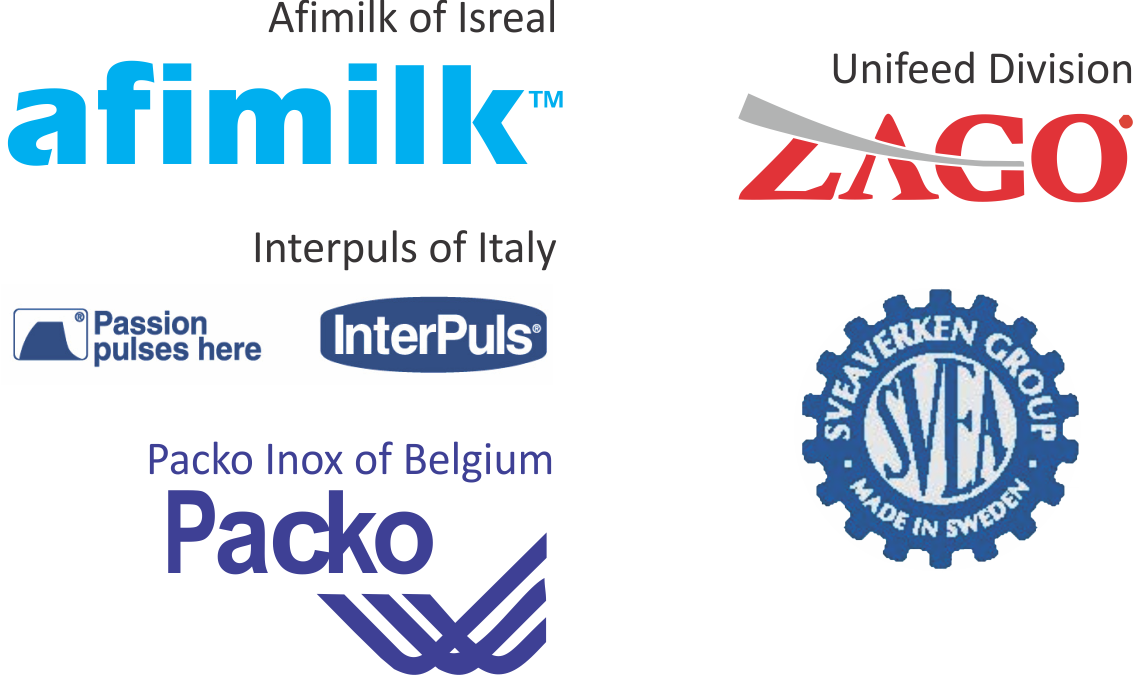 Afimilk of Isreal
afimilk™
Unifeed Division
ZAGO
Interpuls of Italy
® Passion
pulses here
InterPuls®
SVEAVERKEN GROUP
SVEA
· MADE IN SWEDEN ·
Packo Inox of Belgium
Packo